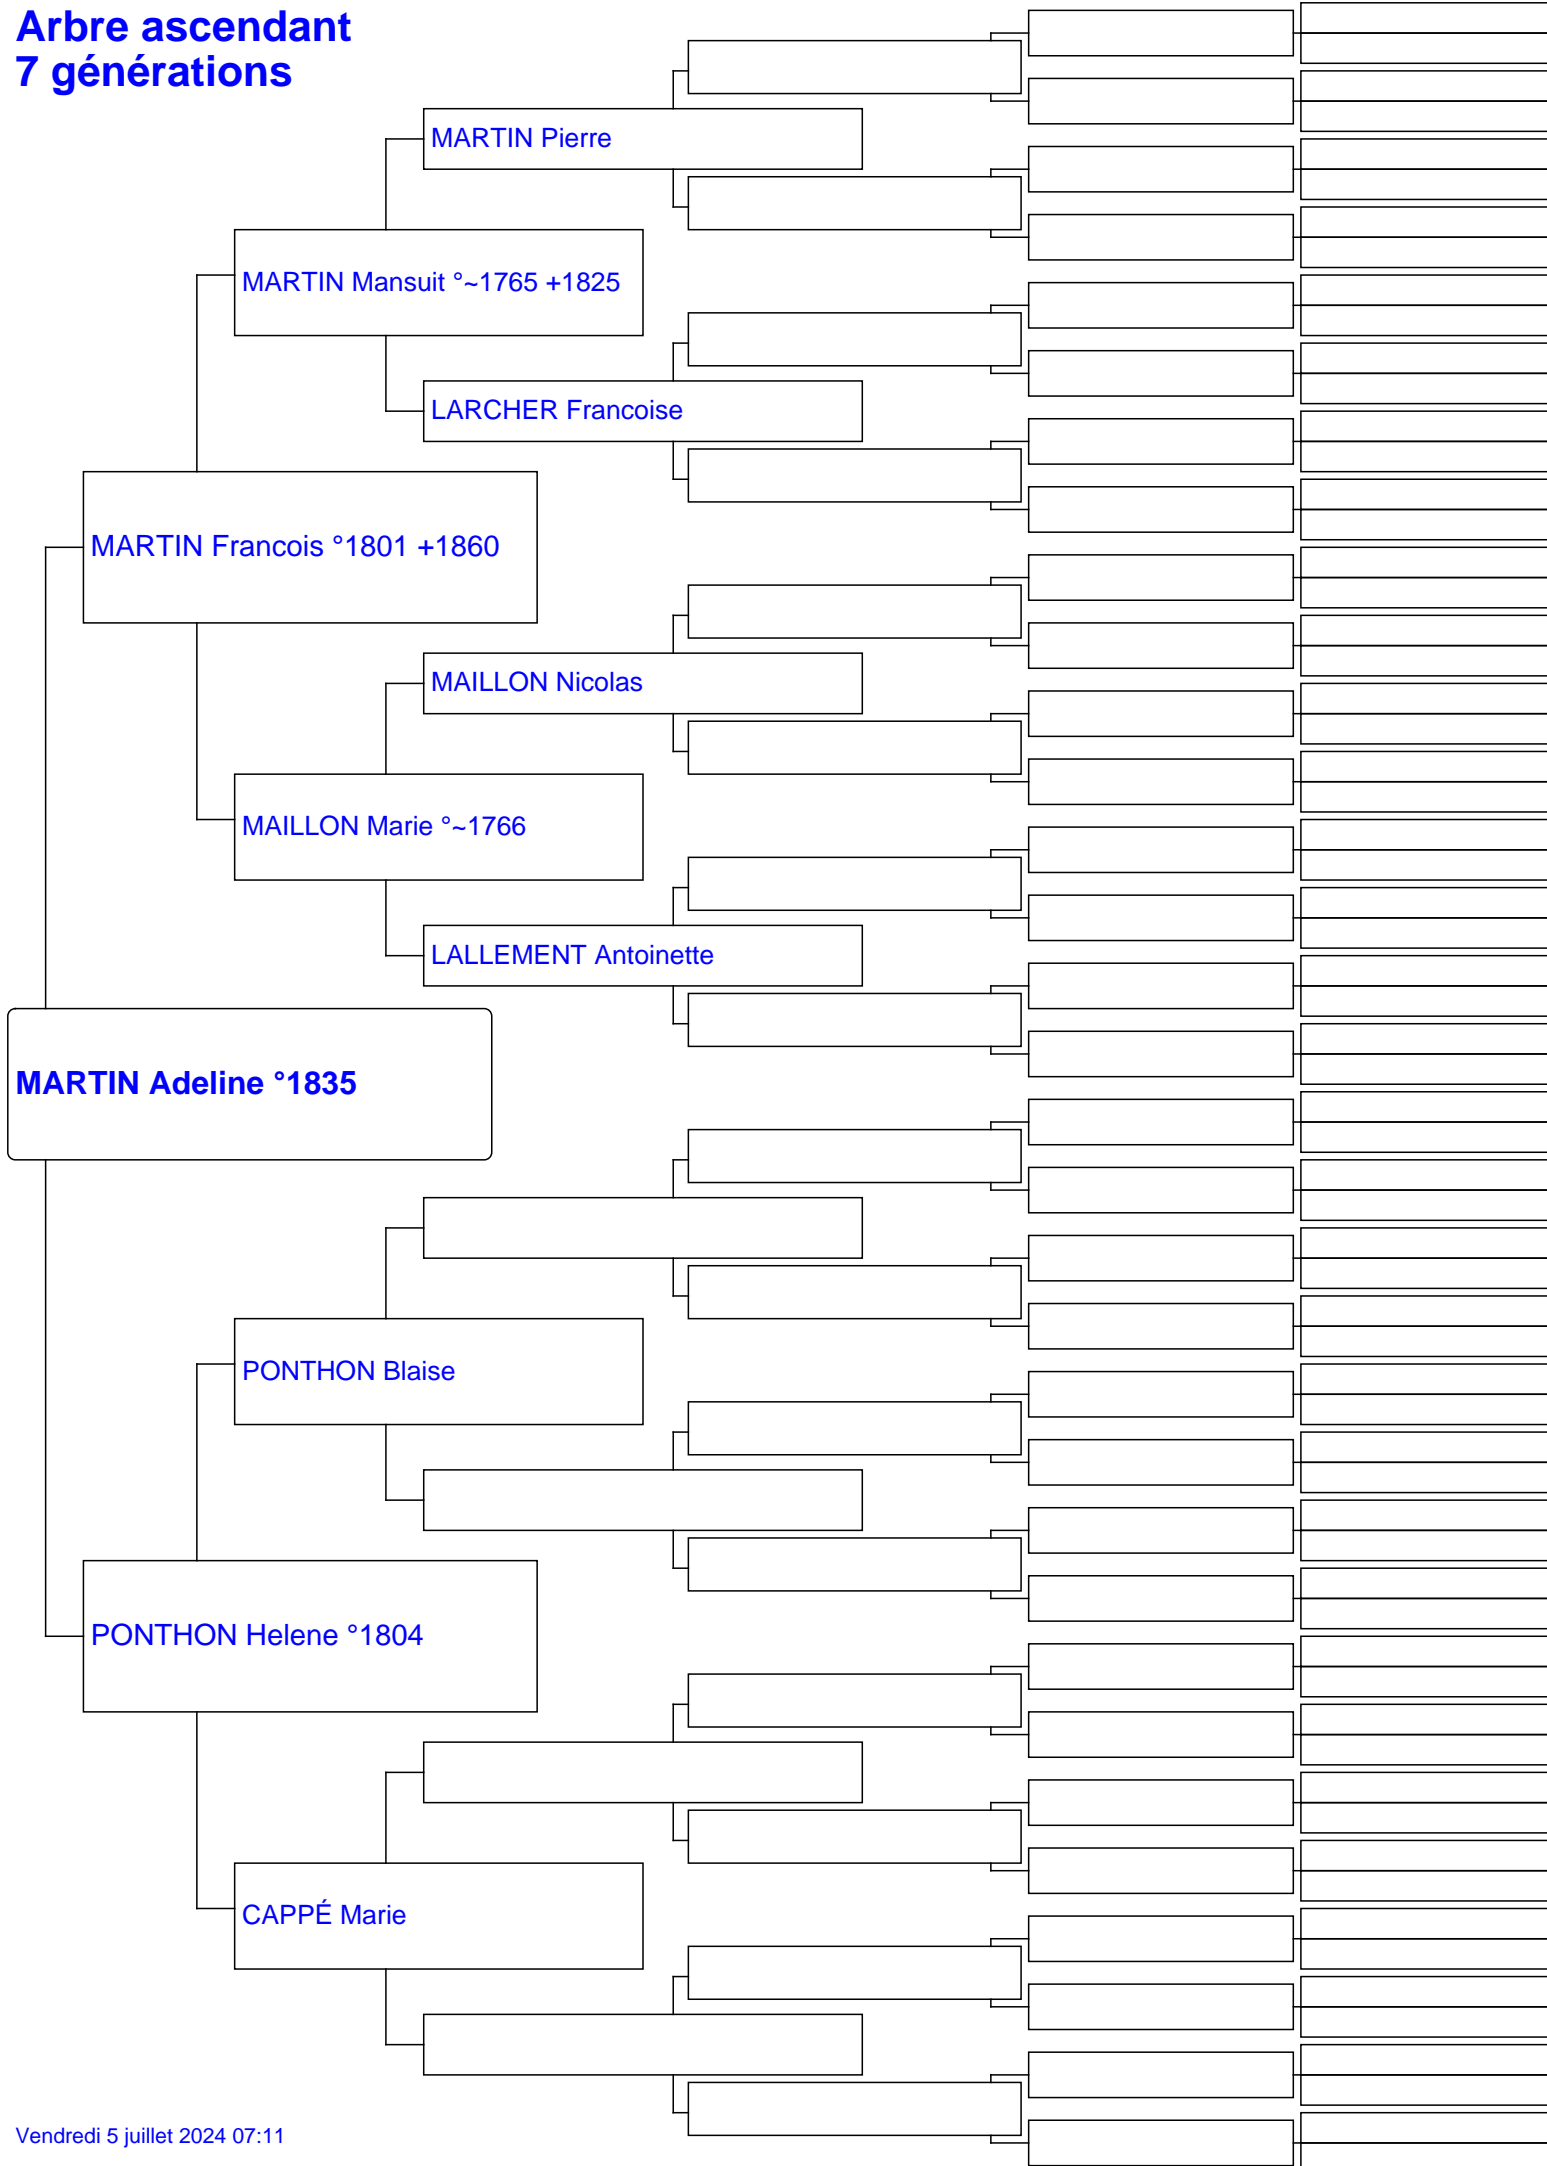 Arbre ascendant
7 générations
MARTIN Pierre
MARTIN Mansuit °~1765 +1825
LARCHER Francoise
MARTIN Francois °1801 +1860
MAILLON Nicolas
MAILLON Marie °~1766
LALLEMENT Antoinette
MARTIN Adeline °1835
PONTHON Blaise
PONTHON Helene °1804
CAPPÉ Marie
Vendredi 5 juillet 2024 07:11